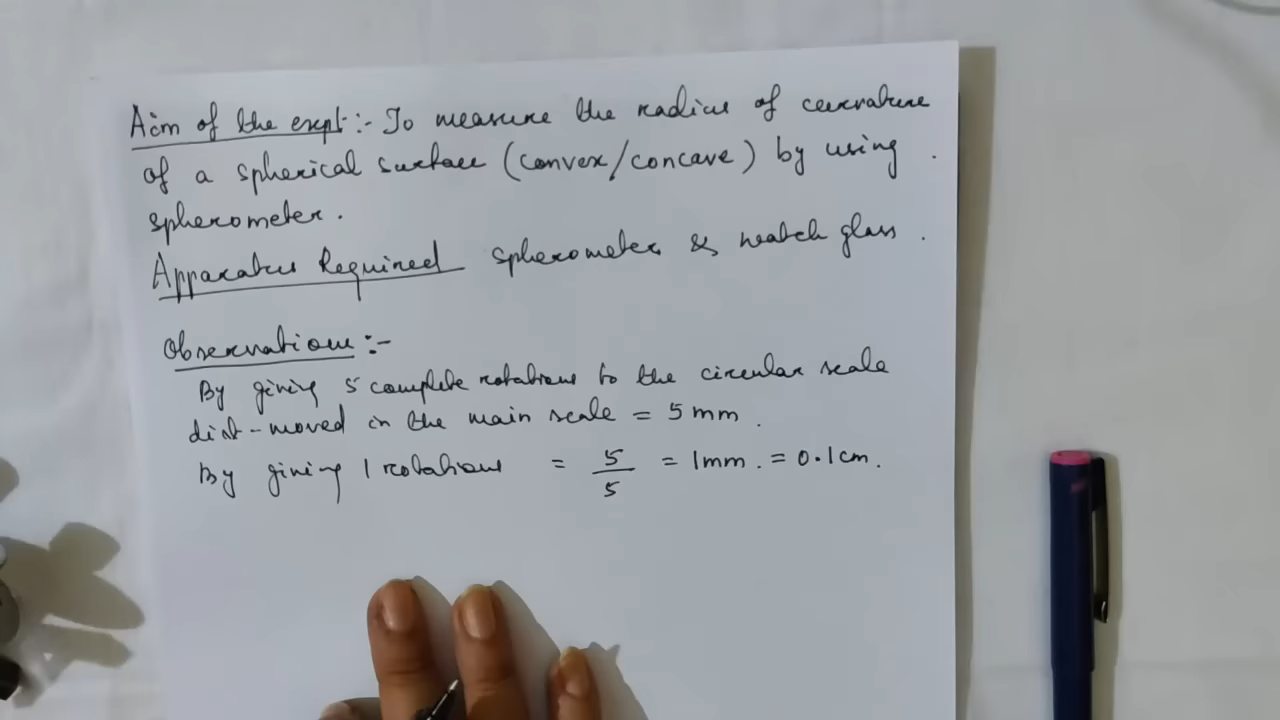 Aim of the expt :- To measure the radius of curvature
of a spherical surface (convex/concave) by using
spherometer.
Apparatus Required spherometer & watch glass.
Observations :-
By giving 5 complete rotations to the circular scale
dist-moved in the main scale = 5 mm.
By giving 1 rotations = 5/5 = 1mm. = 0.1cm.